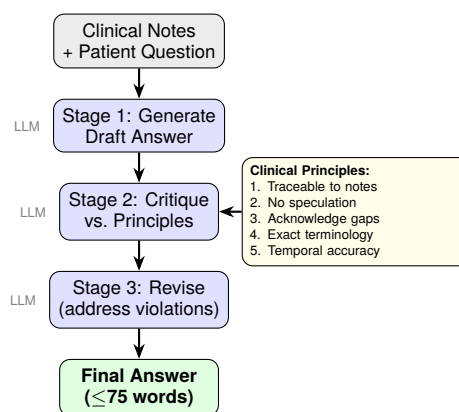 Clinical Notes
+ Patient Question
LLM
Stage 1: Generate
Draft Answer
LLM
Stage 2: Critique
vs. Principles
Clinical Principles:
1. Traceable to notes
2. No speculation
3. Acknowledge gaps
4. Exact terminology
5. Temporal accuracy
LLM
Stage 3: Revise
(address violations)
Final Answer
(≤75 words)